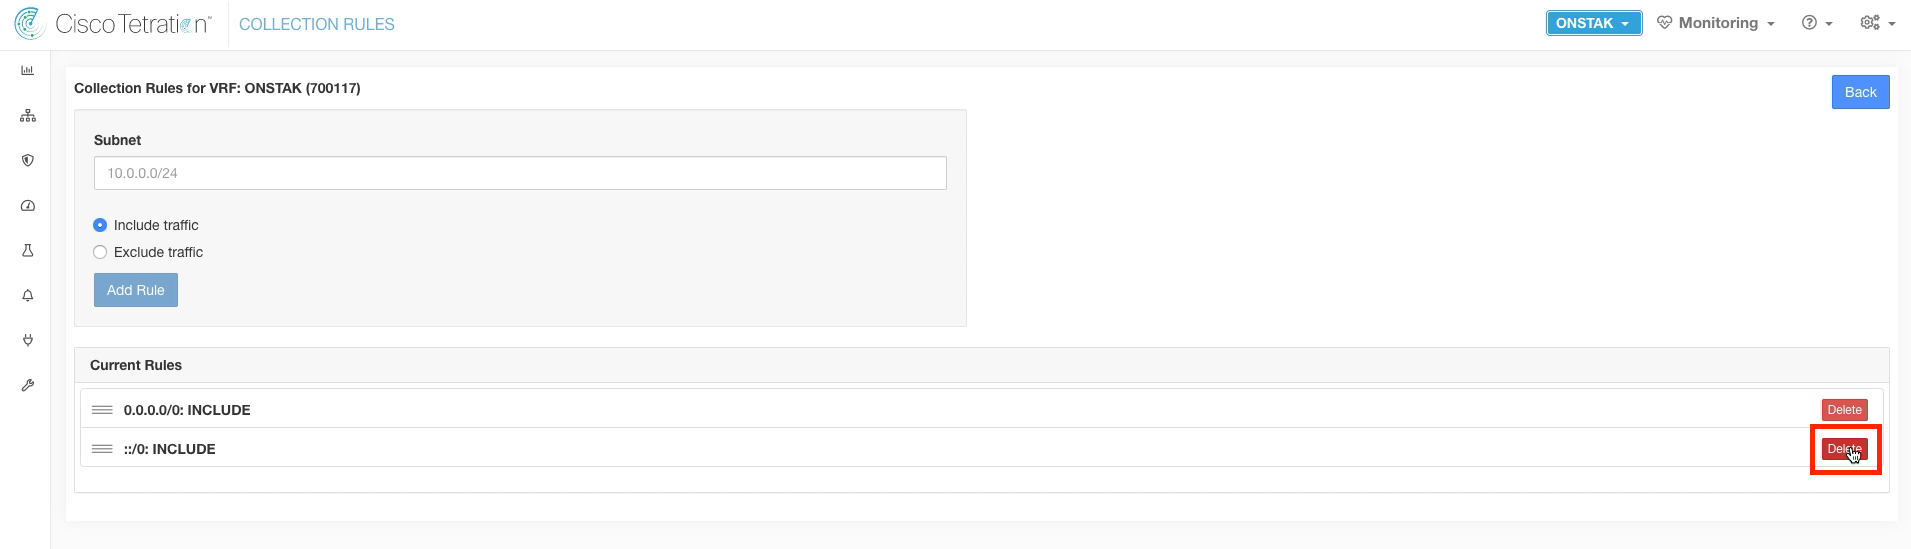 Cisco Tetration™ COLLECTION RULES ONSTAK Monitoring
Collection Rules for VRF: ONSTAK (700117)
Back
Subnet
10.0.0.0/24
Include traffic
Exclude traffic
Add Rule
Current Rules
0.0.0.0/0: INCLUDE Delete
::/0: INCLUDE Delete